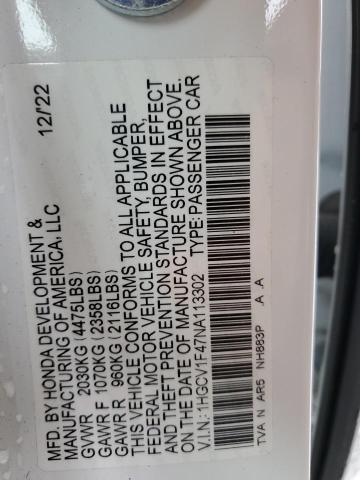 MFD. BY HONDA DEVELOPMENT & 12/'22
MANUFACTURING OF AMERICA, LLC
GVWR 2030KG (4475LBS)
GAWR F 1070KG (2358LBS)
GAWR R 960KG (2116LBS)
THIS VEHICLE CONFORMS TO ALL APPLICABLE
FEDERAL MOTOR VEHICLE SAFETY, BUMPER,
AND THEFT PREVENTION STANDARDS IN EFFECT
ON THE DATE OF MANUFACTURE SHOWN ABOVE.
V.I.N.: 1HGCV1F47NA113302 TYPE: PASSENGER CAR
TVA N AR5 NH883P A A